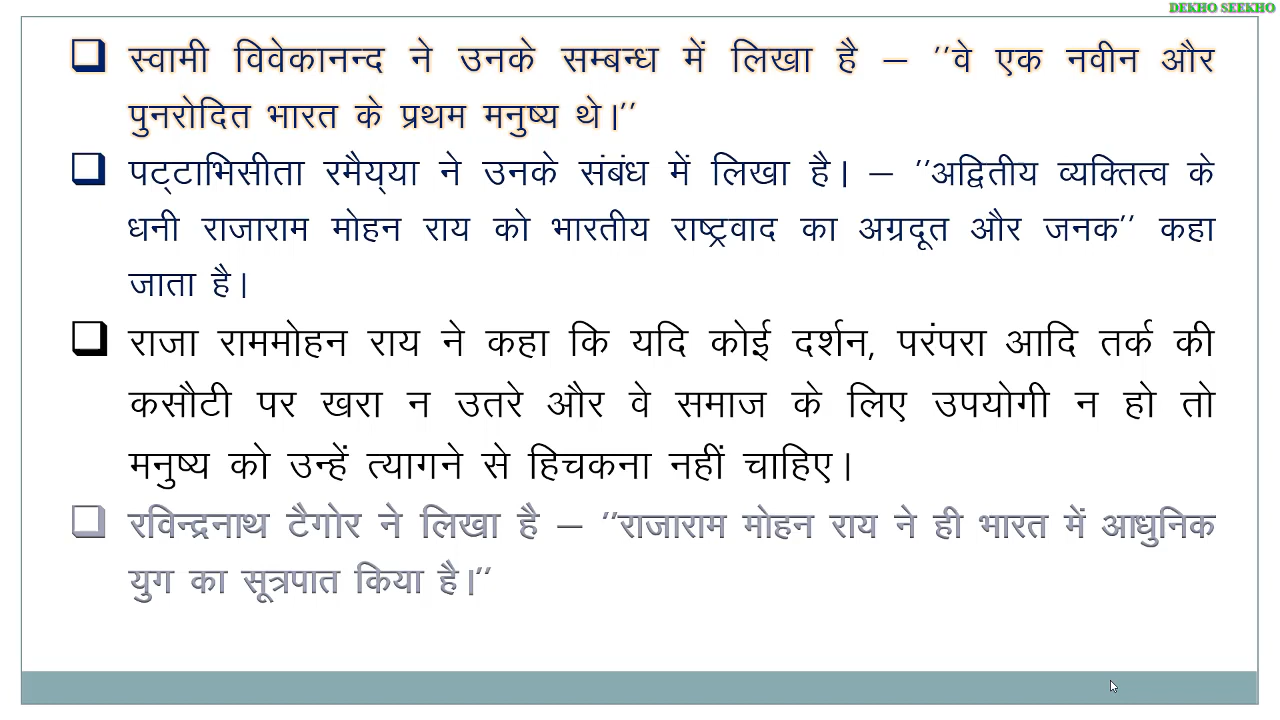 DEKHO SEEKHO
❑ स्वामी विवेकानन्द ने उनके सम्बन्ध में लिखा है – ''वे एक नवीन और
पुनरोदित भारत के प्रथम मनुष्य थे।''
❑ पट्‌टाभिसीता रमैय्‌या ने उनके संबंध में लिखा है। – ''अद्वितीय व्यक्तित्व के
धनी राजाराम मोहन राय को भारतीय राष्ट्रवाद का अग्रदूत और जनक'' कहा
जाता है।
❑ राजा राममोहन राय ने कहा कि यदि कोई दर्शन, परंपरा आदि तर्क की
कसौटी पर खरा न उतरे और वे समाज के लिए उपयोगी न हो तो
मनुष्य को उन्हें त्यागने से हिचकना नहीं चाहिए।
❑ रविन्द्रनाथ टैगोर ने लिखा है – ''राजाराम मोहन राय ने ही भारत में आधुनिक
युग का सूत्रपात किया है।''